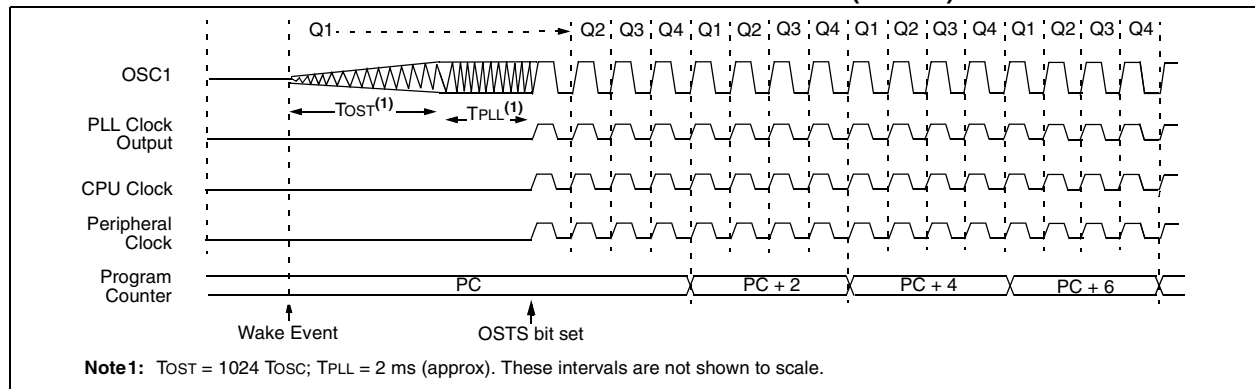 Q1 Q2 Q3 Q4 Q1 Q2 Q3 Q4 Q1 Q2 Q3 Q4 Q1 Q2 Q3 Q4
OSC1
TOST(1) TPLL(1)
PLL Clock
Output
CPU Clock
Peripheral
Clock
Program
Counter
PC PC + 2 PC + 4 PC + 6
Wake Event OSTS bit set
Note1: TOST = 1024 TOSC; TPLL = 2 ms (approx). These intervals are not shown to scale.